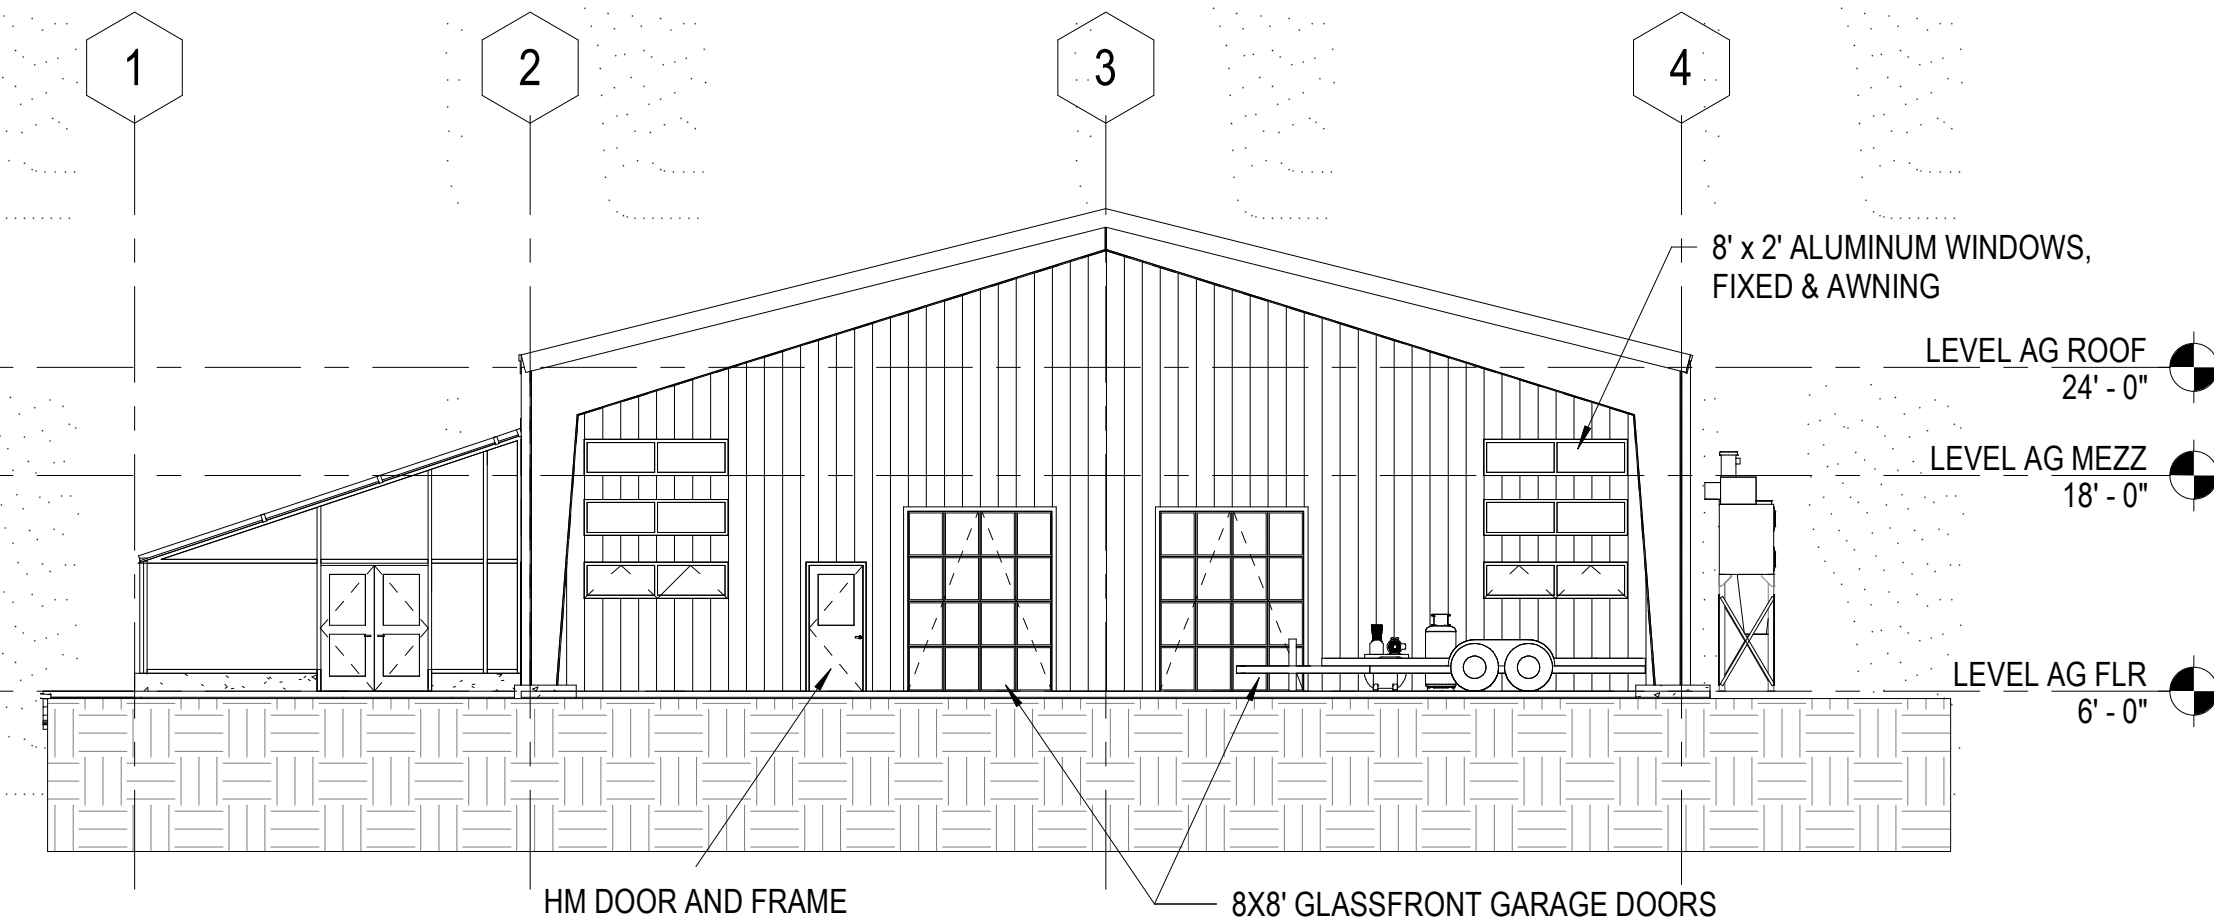 1
2
3
4
8' x 2' ALUMINUM WINDOWS,
FIXED & AWNING
LEVEL AG ROOF
24' - 0"
LEVEL AG MEZZ
18' - 0"
LEVEL AG FLR
6' - 0"
HM DOOR AND FRAME
8X8' GLASSFRONT GARAGE DOORS